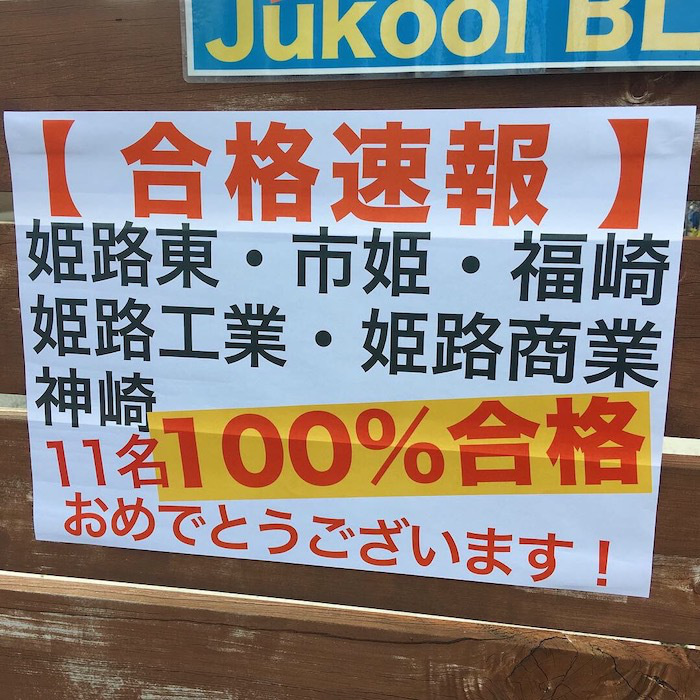 Jukool BL
【合格速報】
姫路東・市姫・福崎
姫路工業・姫路商業
神崎
11名100%合格
おめでとうございます！